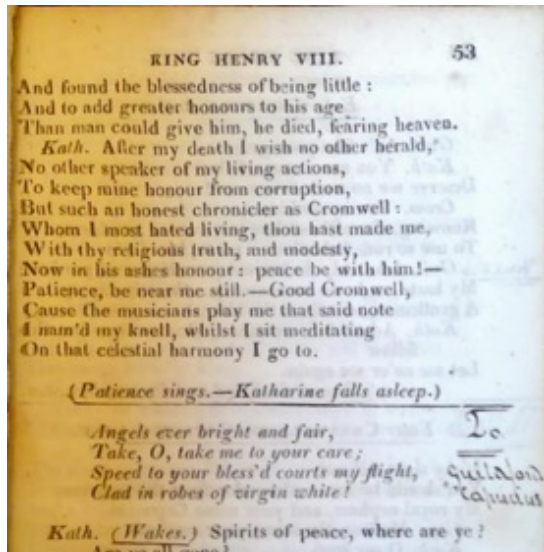 KING HENRY VIII. 53
And found the blessedness of being little :
And to add greater honours to his age
Than man could give him, he died, fearing heaven.
Kath. After my death I wish no other herald,
No other speaker of my living actions,
To keep mine honour from corruption,
But such an honest chronicler as Cromwell :
Whom I most hated living, thou hast made me,
With thy religious truth, and modesty,
Now in his ashes honour : peace be with him!—
Patience, be near me still.—Good Cromwell,
Cause the musicians play me that said note
I nam'd my knell, whilst I sit meditating
On that celestial harmony I go to.
(Patience sings.—Katharine falls asleep.)
Angels ever bright and fair,
Take, O, take me to your care ;
Speed to your bless'd courts my flight,
Clad in robes of virgin white !
Guildford
Capucius
Kath. (Wakes.) Spirits of peace, where are ye ?
Are ye all gone?